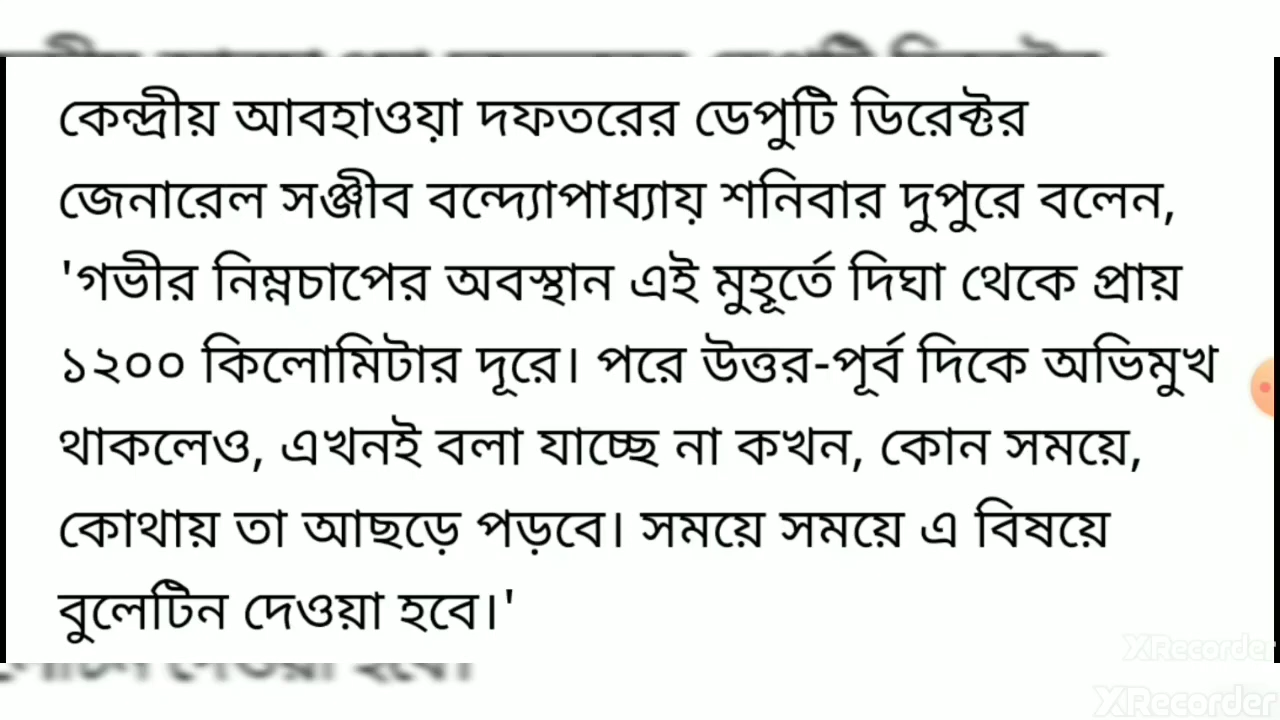 কেন্দ্রীয় আবহাওয়া দফতরের ডেপুটি ডিরেক্টর
জেনারেল সঞ্জীব বন্দ্যোপাধ্যায় শনিবার দুপুরে বলেন,
'গভীর নিম্নচাপের অবস্থান এই মুহূর্তে দিঘা থেকে প্রায়
১২০০ কিলোমিটার দূরে। পরে উত্তর-পূর্ব দিকে অভিমুখ
থাকলেও, এখনই বলা যাচ্ছে না কখন, কোন সময়ে,
কোথায় তা আছড়ে পড়বে। সময়ে সময়ে এ বিষয়ে
বুলেটিন দেওয়া হবে।'
XRecorder
XRecorder